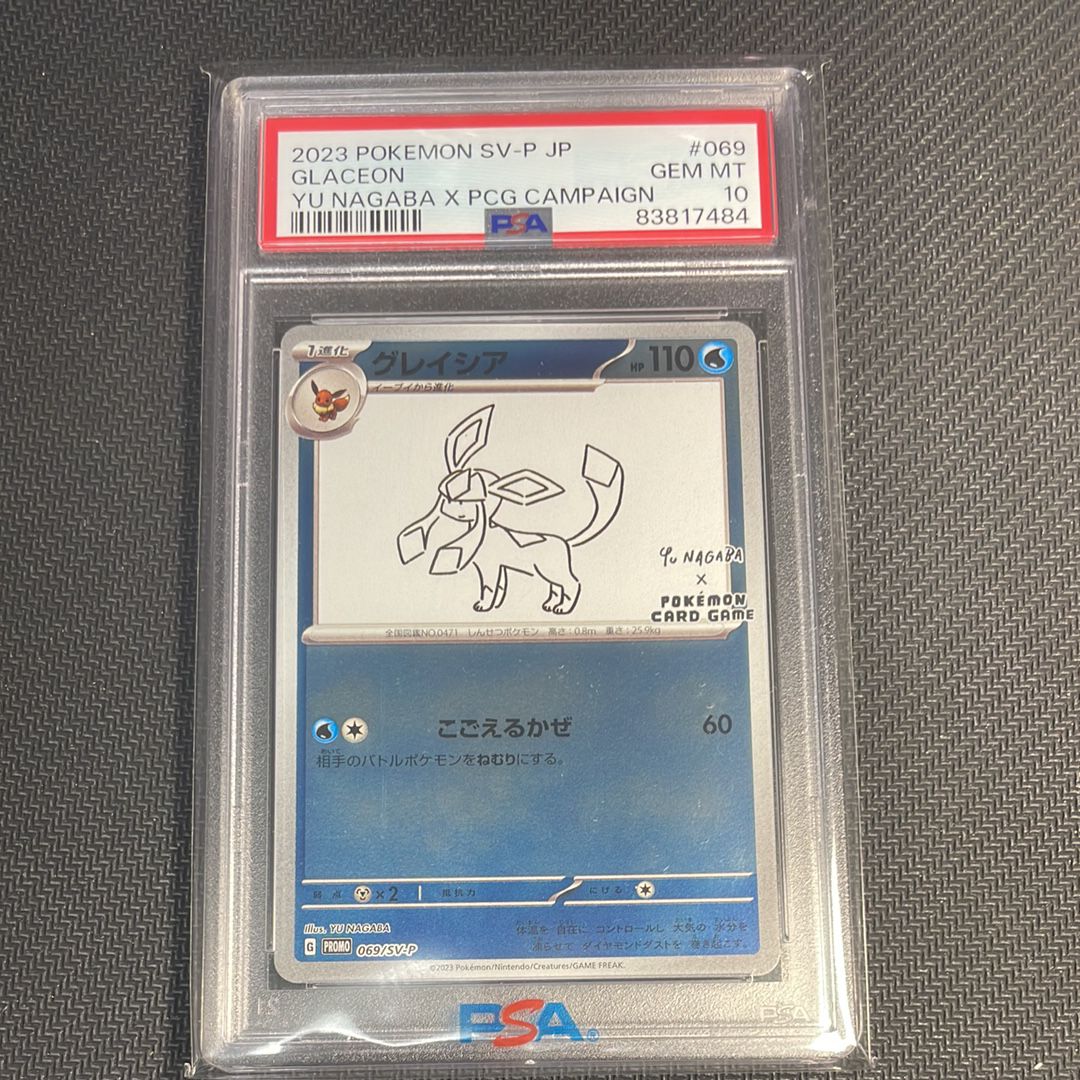 2023 POKEMON SV-P JP #069
GLACEON GEM MT
YU NAGABA X PCG CAMPAIGN 10
83817484
PSA
1進化
グレイシア HP 110
イーブイから進化
YU NAGABA
X
POKÉMON
CARD GAME
全国図鑑NO.0471 しんせつポケモン 高さ:0.8m 重さ:25.9kg
こごえるかぜ 60
あいて
相手のバトルポケモンをねむりにする。
弱点 ×2 抵抗力 にげる
Illus. YU NAGABA
G PROMO 069/SV-P
体温を 自在に コントロールし 大気の 水分を
凍らせて ダイヤモンドダストを 巻き起こす。
©2023 Pokémon/Nintendo/Creatures/GAME FREAK.
PSA®
PSA